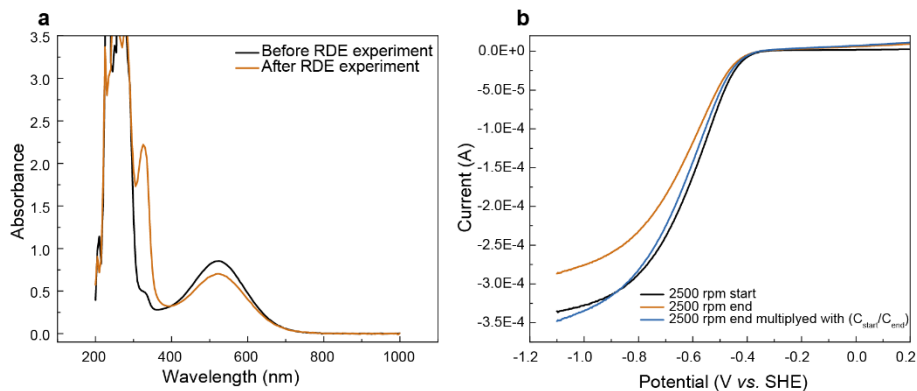 a
3.5
3.0
2.5
2.0
1.5
1.0
0.5
0.0
Absorbance
Before RDE experiment
After RDE experiment
200
400
600
800
1000
Wavelength (nm)
b
0.0E+0
-5.0E-5
-1.0E-4
-1.5E-4
-2.0E-4
-2.5E-4
-3.0E-4
-3.5E-4
Current (A)
2500 rpm start
2500 rpm end
2500 rpm end multiplyed with (Cstart/Cend)
-1.2
-1.0
-0.8
-0.6
-0.4
-0.2
0.0
0.2
Potential (V vs. SHE)